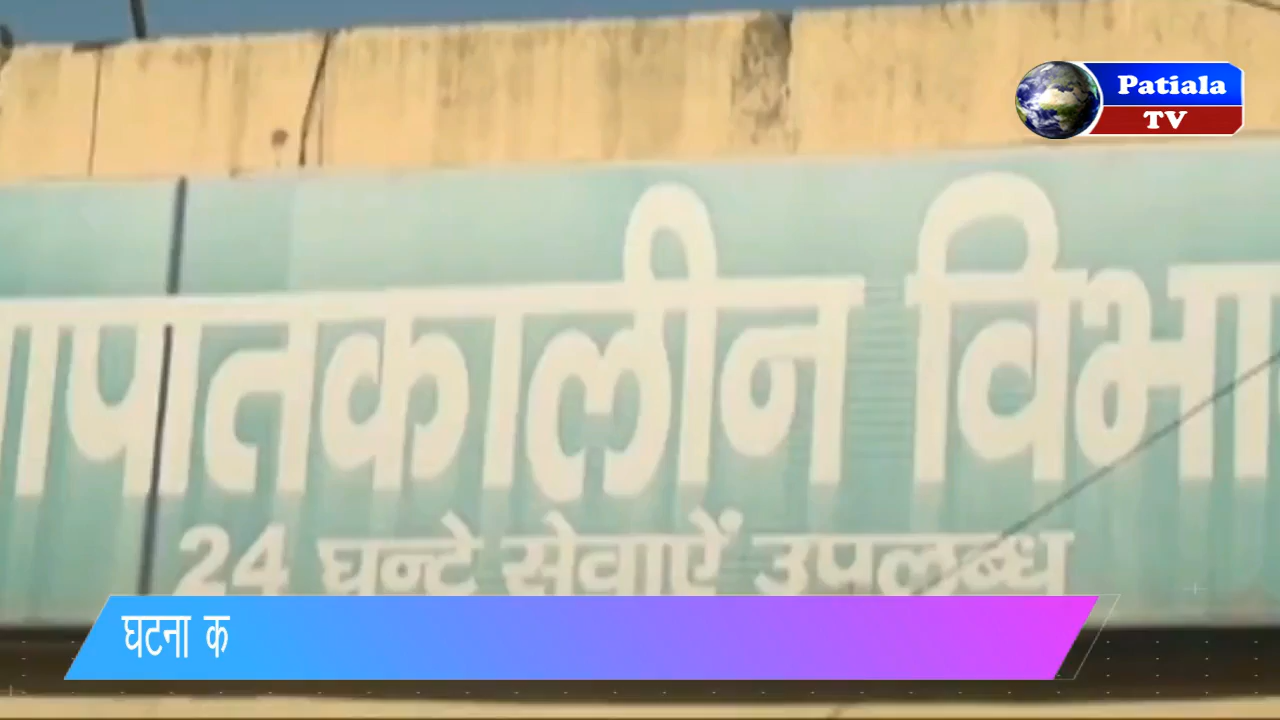 Patiala
TV
ापातकालीन विभा
24 घन्टे सेवाऐं उपलब्ध
घटना क